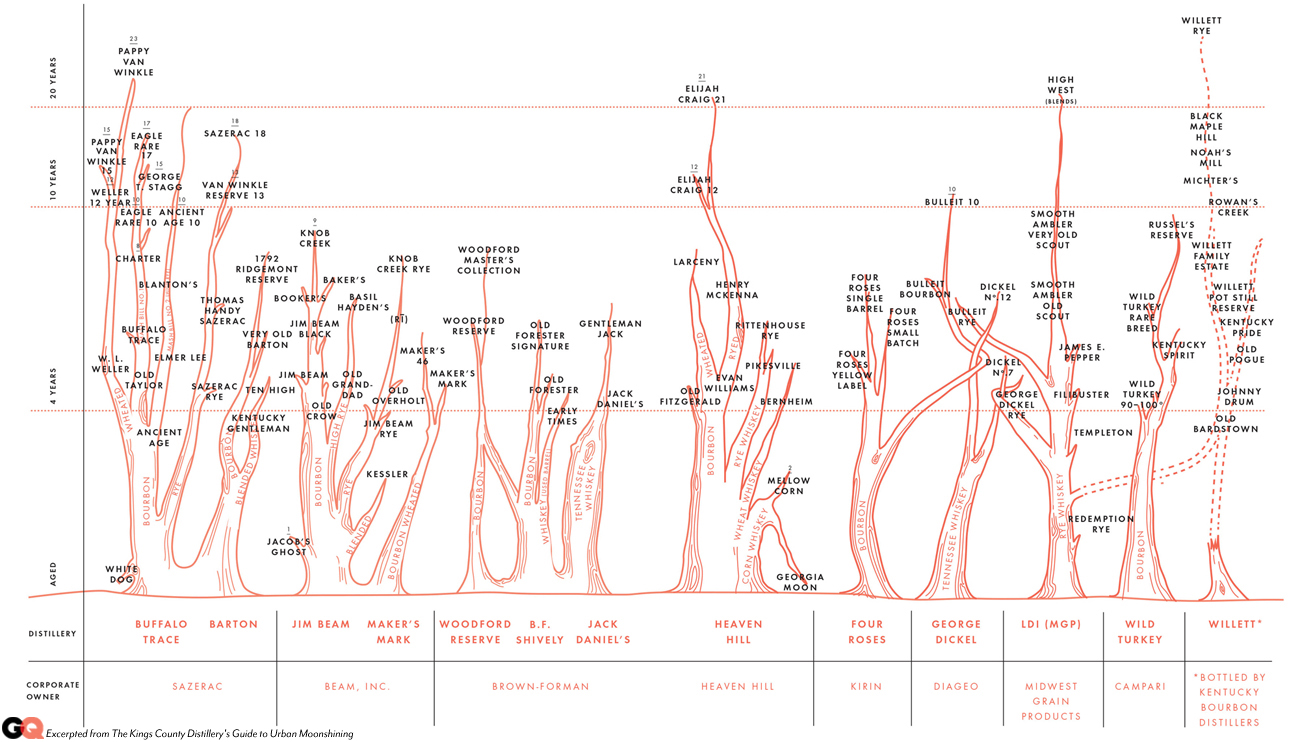 20 YEARS
10 YEARS
4 YEARS
AGED
23
PAPPY
VAN
WINKLE
15
PAPPY
VAN
WINKLE
15
17
EAGLE
RARE
17
15
GEORGE
T. STAGG
12
WELLER
12 YEAR
10
EAGLE
RARE 10
10
ANCIENT
AGE 10
18
SAZERAC 18
13
VAN WINKLE
RESERVE 13
8
CHARTER
BLANTON'S
BUFFALO
TRACE
ELMER LEE
W. L.
WELLER
OLD
TAYLOR
ANCIENT
AGE
WHITE
DOG
WHEATED
BOURBON
RYE
THOMAS
HANDY
SAZERAC
SAZERAC
RYE
1792
RIDGEMONT
RESERVE
VERY OLD
BARTON
TEN HIGH
KENTUCKY
GENTLEMAN
BOURBON
BLENDED WHIS
9
KNOB
CREEK
BOOKER'S
BAKER'S
JIM BEAM
BLACK
JIM BEAM
OLD
CROW
BASIL
HAYDEN'S
OLD
GRAND-
DAD
KNOB
CREEK RYE
(RĪ)
OLD
OVERHOLT
JIM BEAM
RYE
KESSLER
1
JACOB'S
GHOST
BOURBON
HIGH RYE
RYE
BLENDED
MAKER'S
46
MAKER'S
MARK
BOURBON WHEATED
WOODFORD
MASTER'S
COLLECTION
WOODFORD
RESERVE
BOURBON
OLD
FORESTER
SIGNATURE
OLD
FORESTER
EARLY
TIMES
BOURBON
WHISKEY (USED BARREL)
GENTLEMAN
JACK
JACK
DANIEL'S
TENNESSEE
WHISKEY
21
ELIJAH
CRAIG 21
12
ELIJAH
CRAIG 12
LARCENY
HENRY
MCKENNA
RITTENHOUSE
RYE
PIKESVILLE
EVAN
WILLIAMS
OLD
FITZGERALD
BERNHEIM
2
MELLOW
CORN
GEORGIA
MOON
WHEATED
RYED
BOURBON
RYE WHISKEY
WHEAT WHISKEY
CORN WHISKEY
FOUR
ROSES
SINGLE
BARREL
FOUR
ROSES
SMALL
BATCH
FOUR
ROSES
YELLOW
LABEL
BOURBON
10
BULLEIT 10
BULLEIT
BOURBON
BULLEIT
RYE
DICKEL
Nº 12
DICKEL
Nº 7
GEORGE
DICKEL
RYE
TENNESSEE WHISKEY
HIGH
WEST
(BLENDS)
SMOOTH
AMBLER
VERY OLD
SCOUT
SMOOTH
AMBLER
OLD
SCOUT
JAMES E.
PEPPER
FILIBUSTER
TEMPLETON
REDEMPTION
RYE
RYE WHISKEY
RUSSEL'S
RESERVE
WILD
TURKEY
RARE
BREED
KENTUCKY
SPIRIT
WILD
TURKEY
90–100°
BOURBON
WILLETT
RYE
BLACK
MAPLE
HILL
NOAH'S
MILL
MICHTER'S
ROWAN'S
CREEK
WILLETT
FAMILY
ESTATE
WILLETT
POT STILL
RESERVE
KENTUCKY
PRIDE
OLD
POGUE
JOHNNY
DRUM
OLD
BARDSTOWN
DISTILLERY
BUFFALO
TRACE
BARTON
JIM BEAM
MAKER'S
MARK
WOODFORD
RESERVE
B.F.
SHIVELY
JACK
DANIEL'S
HEAVEN
HILL
FOUR
ROSES
GEORGE
DICKEL
LDI (MGP)
WILD
TURKEY
WILLETT*
CORPORATE
OWNER
SAZERAC
BEAM, INC.
BROWN-FORMAN
HEAVEN HILL
KIRIN
DIAGEO
MIDWEST
GRAIN
PRODUCTS
CAMPARI
*BOTTLED BY
KENTUCKY
BOURBON
DISTILLERS
GQ
Excerpted from The Kings County Distillery's Guide to Urban Moonshining